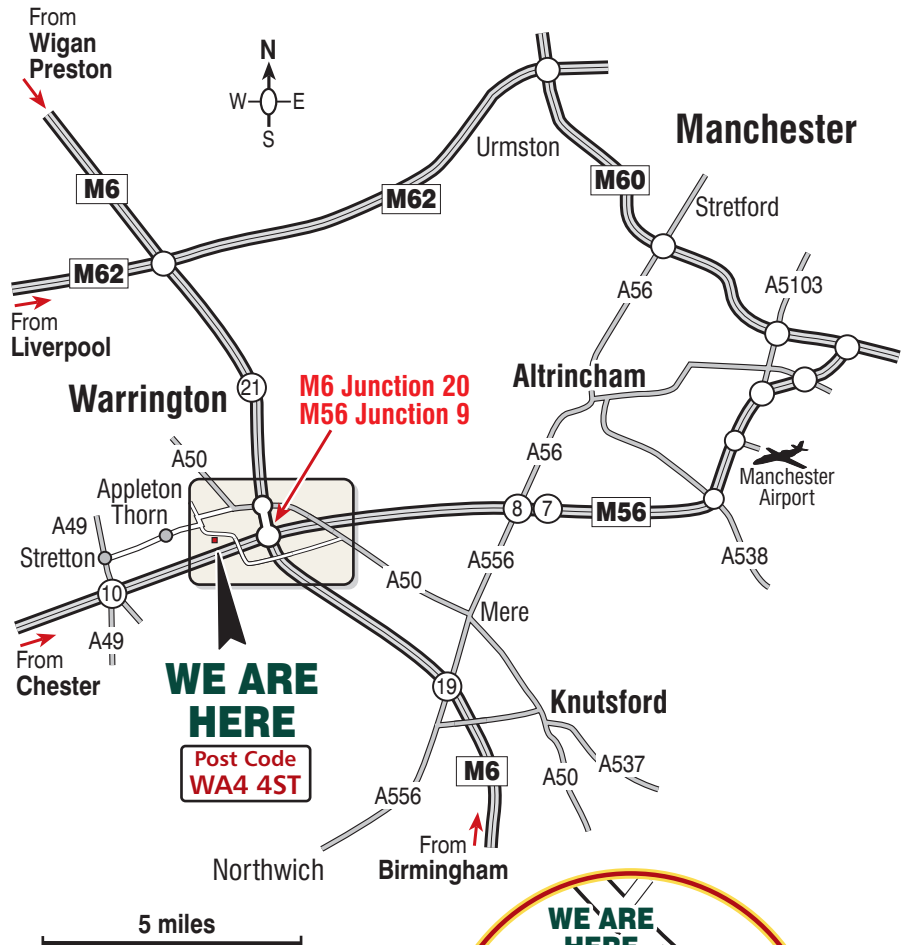 From
Wigan
Preston
N
W
E
S
Manchester
Urmston
M6
M60
M62
Stretford
M62
A56
A5103
From
Liverpool
Altrincham
Warrington
21
M6 Junction 20
M56 Junction 9
A50
A56
Manchester
Airport
Appleton
Thorn
A49
8
7
M56
Stretton
A556
A538
10
A50
Mere
A49
From
Chester
WE ARE
HERE
19
Knutsford
Post Code
WA4 4ST
M6
A50
A537
A556
From
Birmingham
Northwich
5 miles
WE ARE
HERE